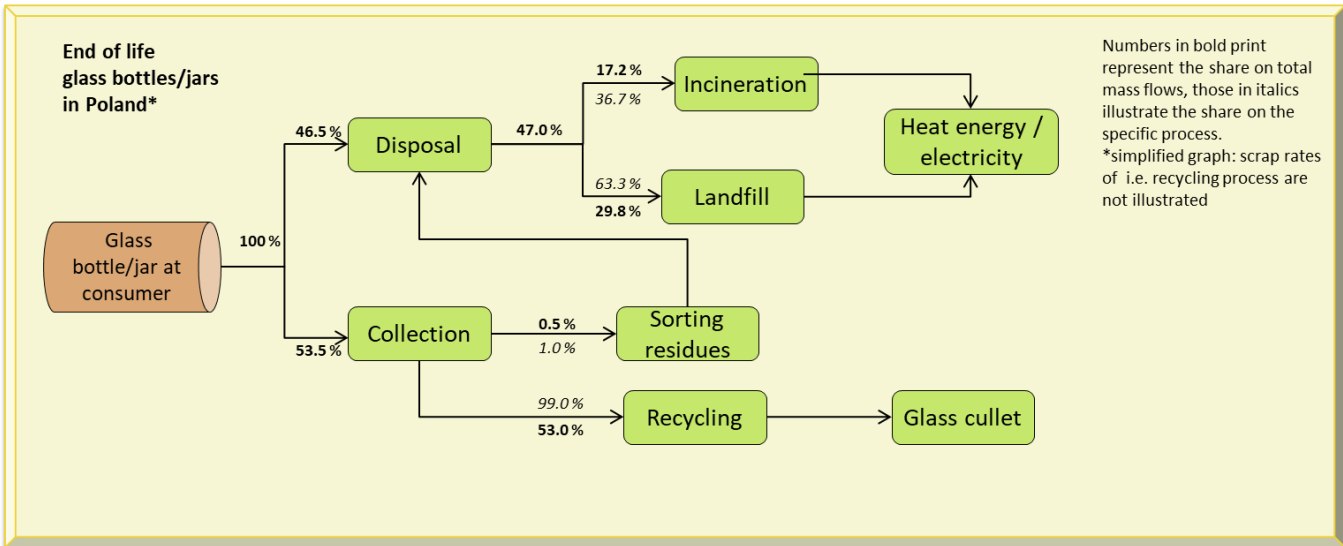 End of life
glass bottles/jars
in Poland*
Numbers in bold print
represent the share on total
mass flows, those in italics
illustrate the share on the
specific process.
*simplified graph: scrap rates
of i.e. recycling process are
not illustrated
17.2 %
36.7 %
Incineration
Heat energy /
electricity
46.5 %
Disposal
47.0 %
63.3 %
29.8 %
Landfill
Glass
bottle/jar at
consumer
100 %
53.5 %
Collection
0.5 %
1.0 %
Sorting
residues
99.0 %
53.0 %
Recycling
Glass cullet